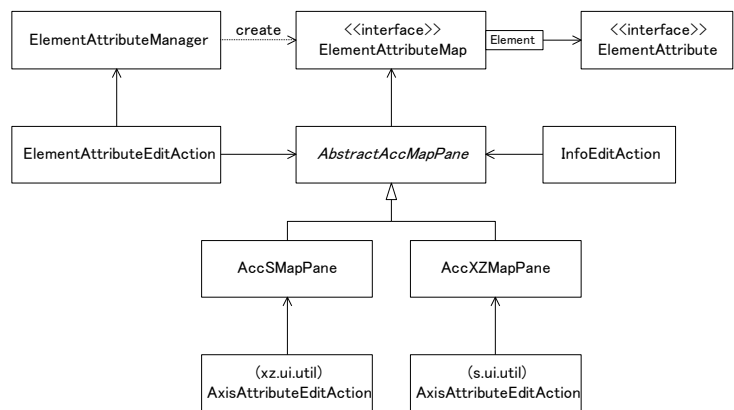 ElementAttributeManager
create
<<interface>>
ElementAttributeMap
Element
<<interface>>
ElementAttribute
ElementAttributeEditAction
AbstractAccMapPane
InfoEditAction
AccSMapPane
AccXZMapPane
(xz.ui.util)
AxisAttributeEditAction
(s.ui.util)
AxisAttributeEditAction